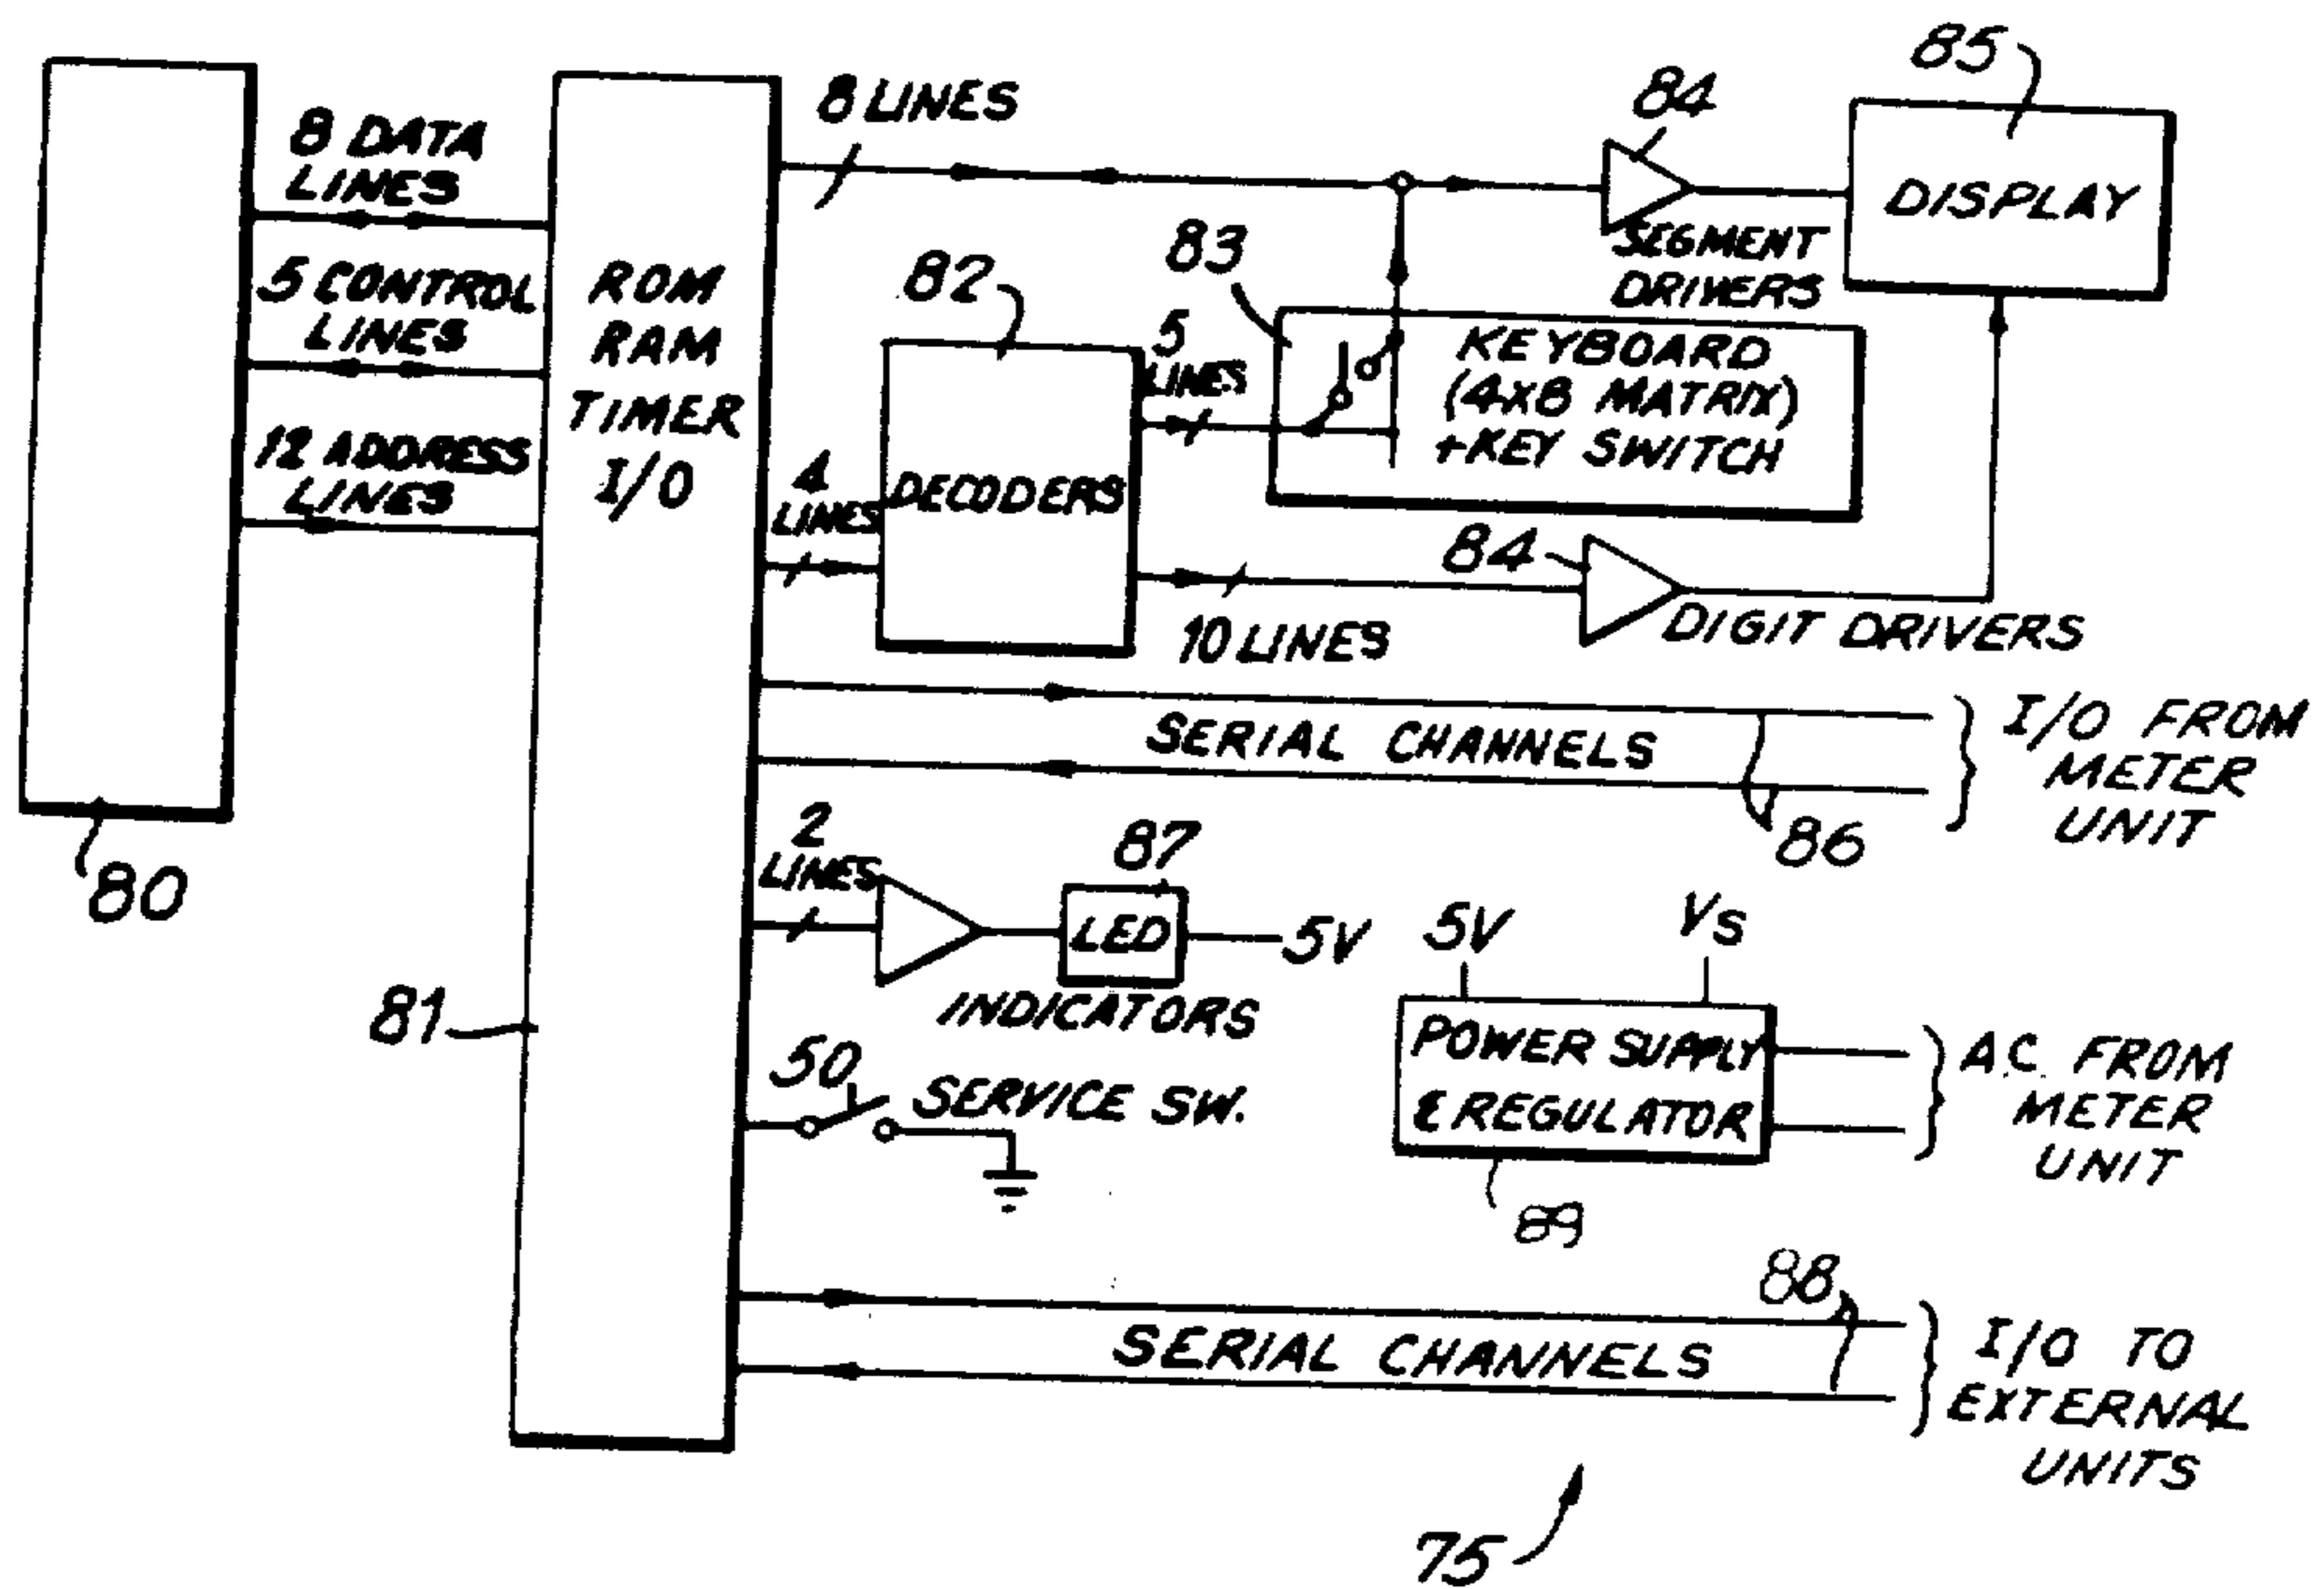 85
84
8 LINES
8 DATA
LINES
DISPLAY
SEGMENT
DRIVERS
83
82
5 CONTROL
LINES
ROM
RAM
TIMER
I/O
5
LINES
KEYBOARD
(4X8 MATRIX)
+KEY SWITCH
12 ADDRESS
LINES
4
LINES
DECODERS
84
10 LINES
DIGIT DRIVERS
SERIAL CHANNELS
I/O FROM
METER
UNIT
86
80
2
LINES
87
LED
5V
INDICATORS
5V
VS
81
POWER SUPPLY
& REGULATOR
A.C. FROM
METER
UNIT
50
SERVICE SW.
89
88
SERIAL CHANNELS
I/O TO
EXTERNAL
UNITS
75